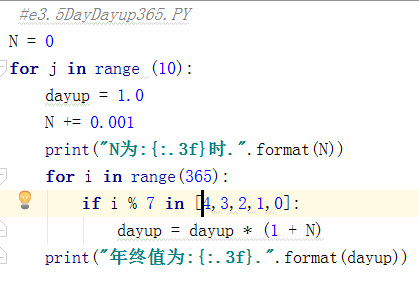 #e3.5DayDayup365.PY
N = 0
for j in range (10):
dayup = 1.0
N += 0.001
print("N为:{:.3f}时.".format(N))
for i in range(365):
if i % 7 in [4,3,2,1,0]:
dayup = dayup * (1 + N)
print("年终值为:{:.3f}.".format(dayup))